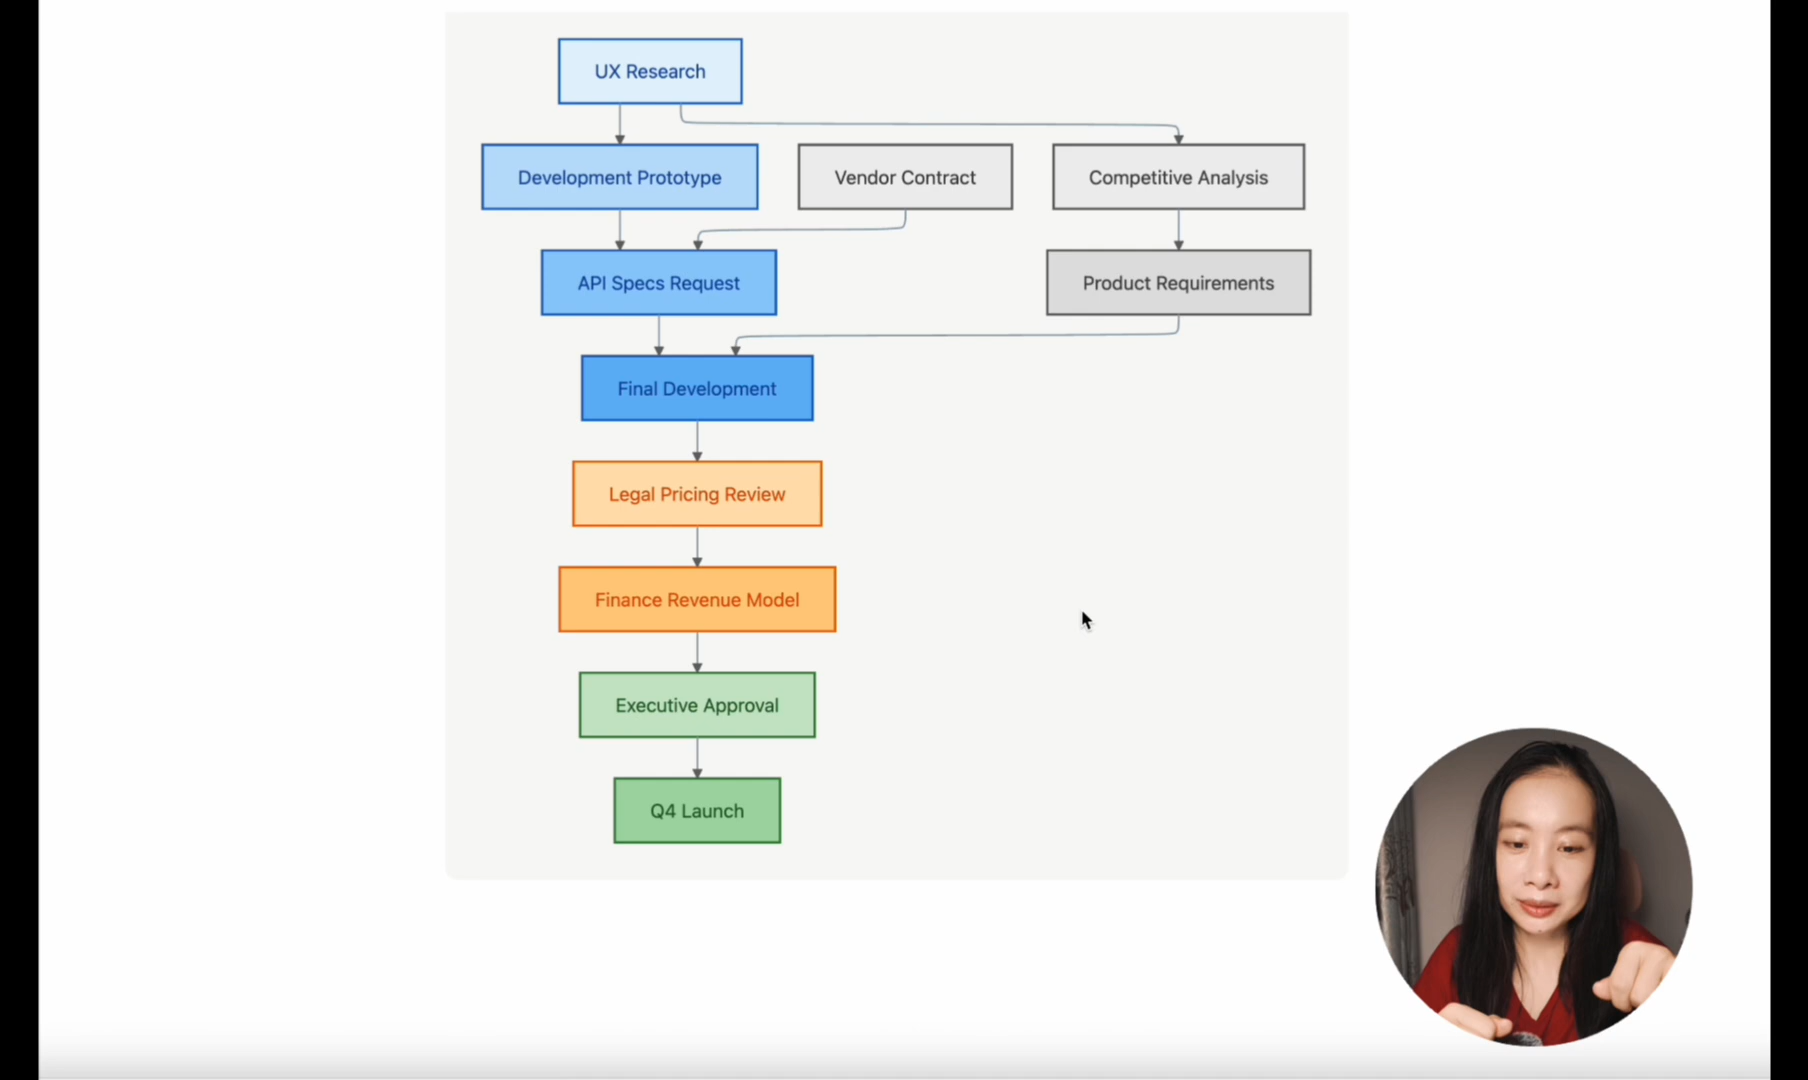 UX Research
Development Prototype
Vendor Contract
Competitive Analysis
API Specs Request
Product Requirements
Final Development
Legal Pricing Review
Finance Revenue Model
Executive Approval
Q4 Launch